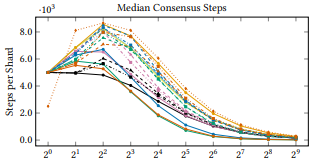 Median Consensus Steps
·10³
8.0
6.0
4.0
2.0
0.0
Steps per Shard
2⁰ 2¹ 2² 2³ 2⁴ 2⁵ 2⁶ 2⁷ 2⁸ 2⁹